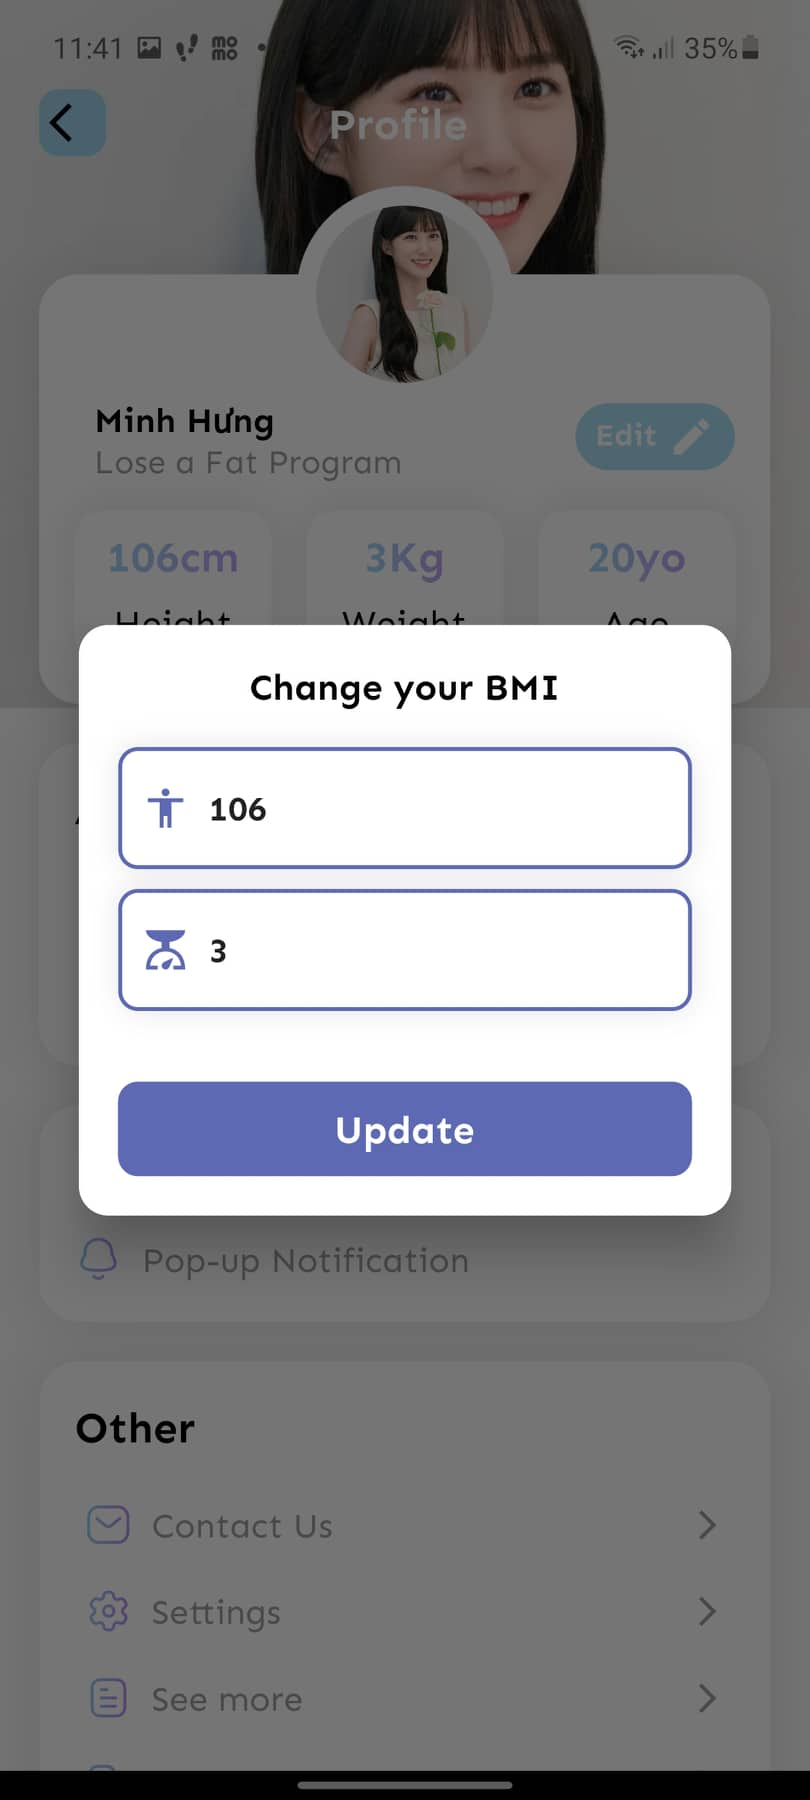 11:41
35%
Profile
Minh Hưng
Lose a Fat Program
Edit
106cm
3Kg
20yo
Height
Weight
Age
Change your BMI
106
3
Update
Pop-up Notification
Other
Contact Us
Settings
See more